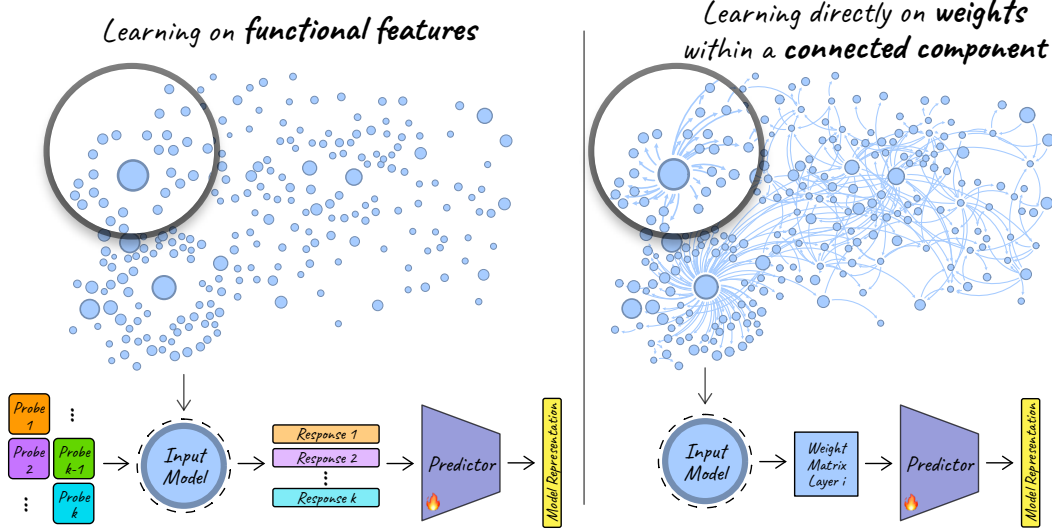 Learning on functional features
Probe
1
Probe
2
Probe
k-1
Probe
k
Input
Model
Response 1
Response 2
Response k
Predictor
Model Representation
Learning directly on weights
within a connected component
Input
Model
Weight
Matrix
Layer i
Predictor
Model Representation